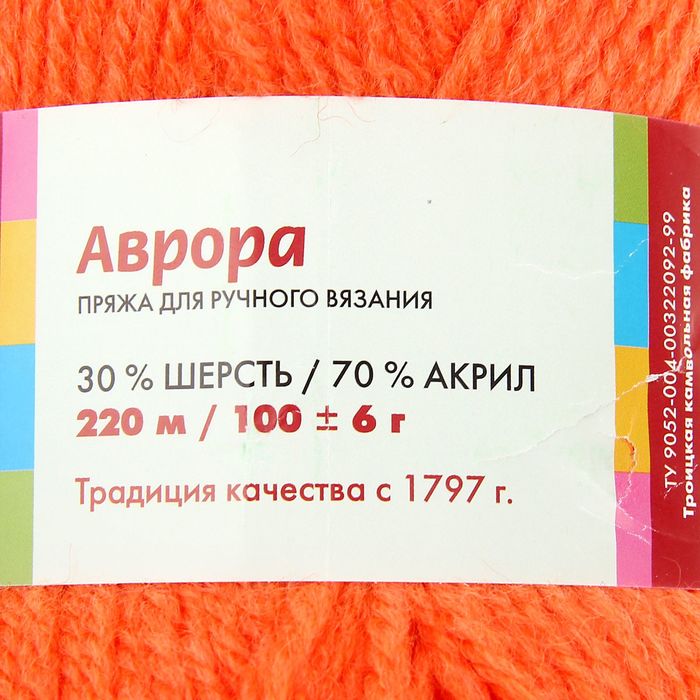 Аврора
ПРЯЖА ДЛЯ РУЧНОГО ВЯЗАНИЯ
30 % ШЕРСТЬ / 70 % АКРИЛ
220 м / 100 ± 6 г
Традиция качества с 1797 г.
ТУ 9052-004-00322092-99
Троицкая камвольная фабрика